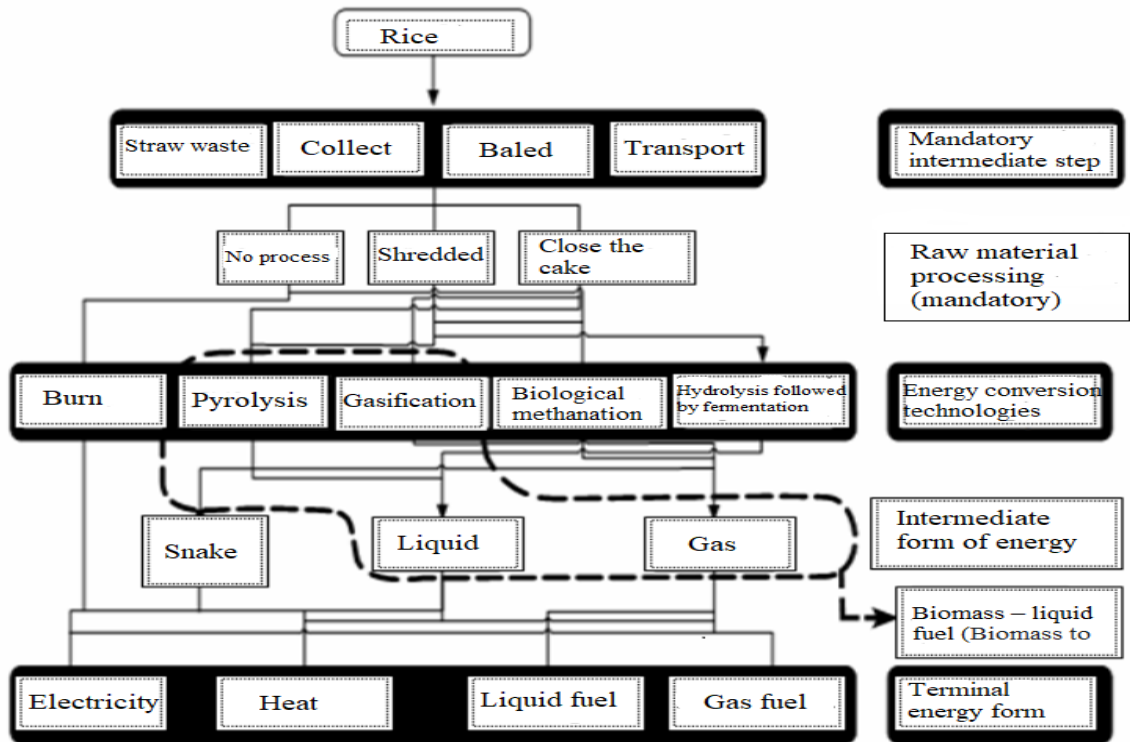 Rice
Straw waste
Collect
Baled
Transport
Mandatory
intermediate step
No process
Shredded
Close the
cake
Raw material
processing
(mandatory)
Burn
Pyrolysis
Gasification
Biological
methanation
Hydrolysis followed
by fermentation
Energy conversion
technologies
Snake
Liquid
Gas
Intermediate
form of energy
Biomass – liquid
fuel (Biomass to
Electricity
Heat
Liquid fuel
Gas fuel
Terminal
energy form